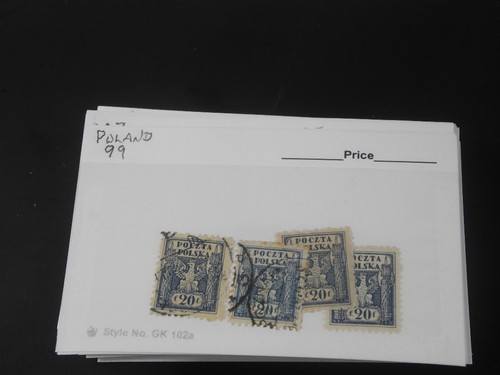 POLAND
99
Price
POCZTA
POLSKA
20
POCZTA
POLSKA
20
POCZTA
POLSKA
20
POCZTA
POLSKA
20
Style No. GK 102a